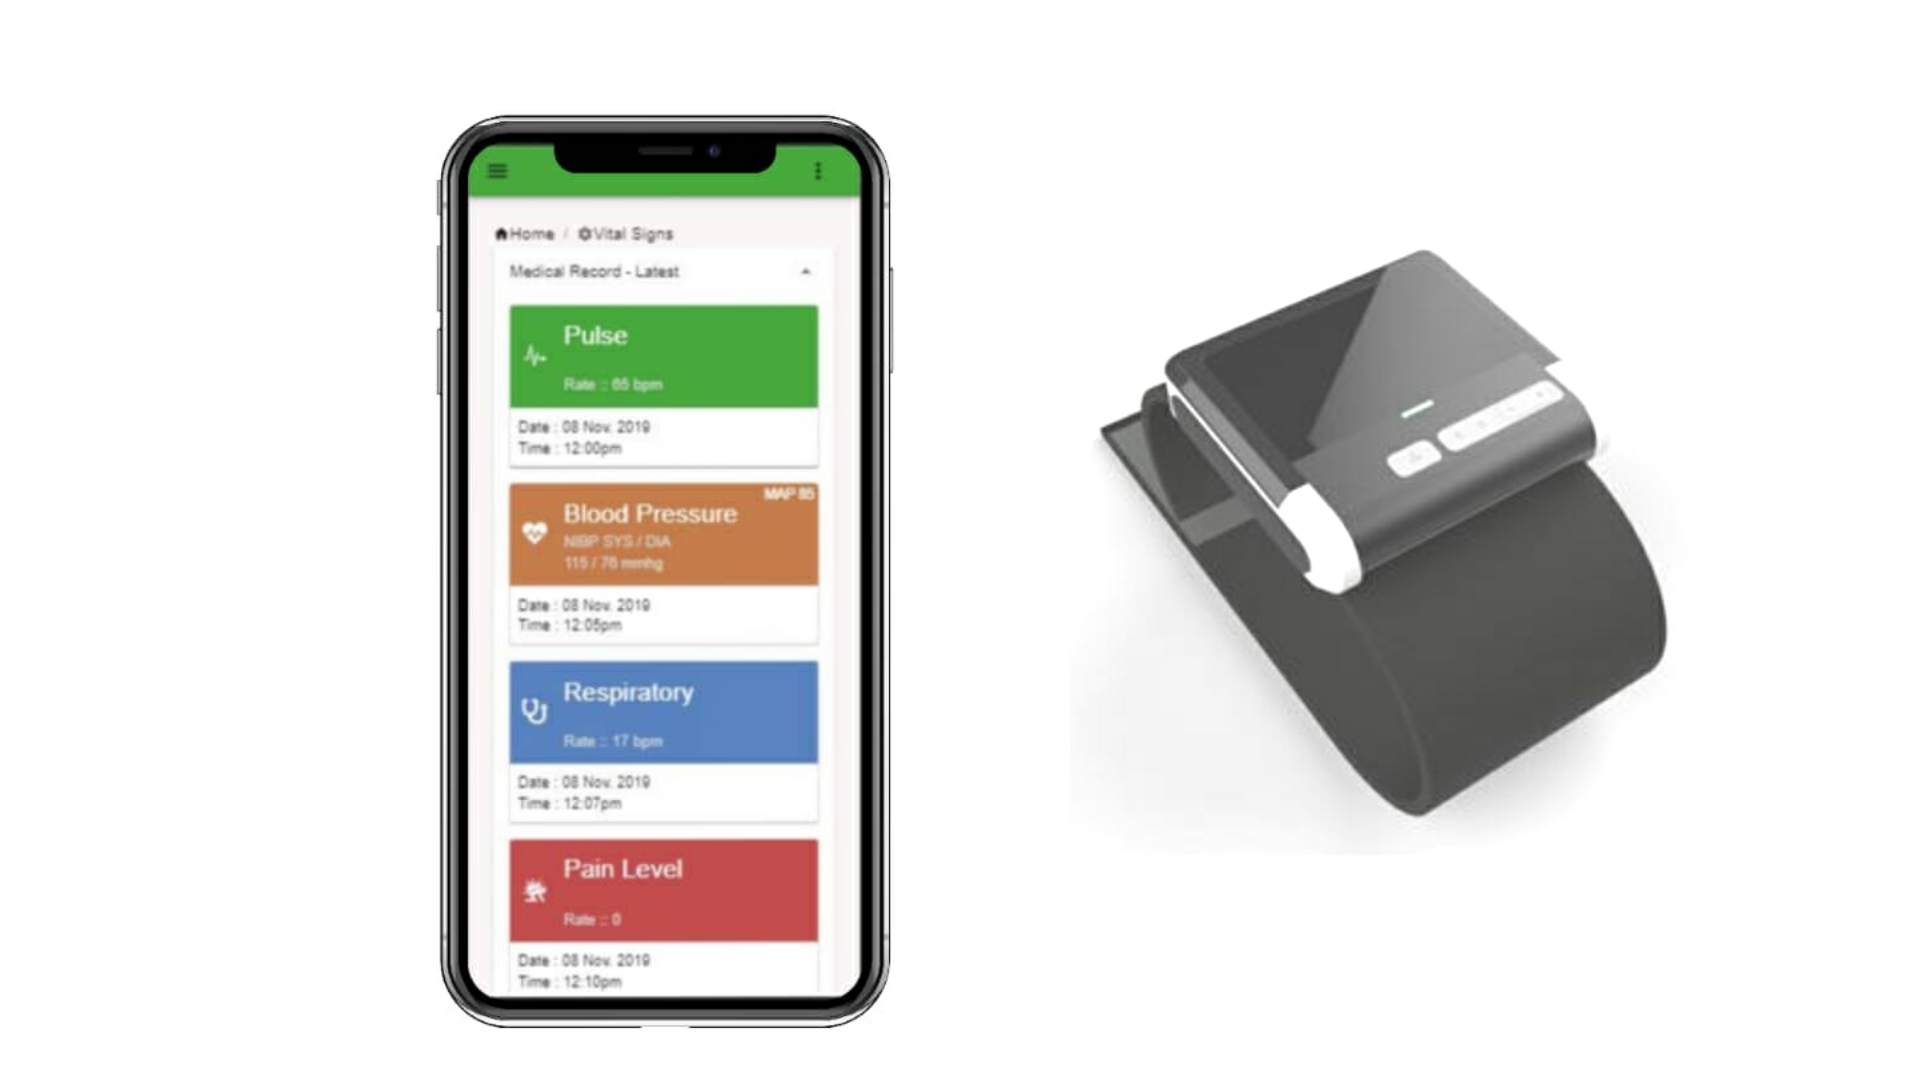 Home / Vital Signs
Medical Record - Latest
Pulse
Rate :: 65 bpm
Date : 08 Nov. 2019
Time : 12:00pm
MAP 85
Blood Pressure
NIBP SYS / DIA
115 / 76 mmhg
Date : 08 Nov. 2019
Time : 12:05pm
Respiratory
Rate :: 17 bpm
Date : 08 Nov. 2019
Time : 12:07pm
Pain Level
Rate :: 0
Date : 08 Nov. 2019
Time : 12:10pm